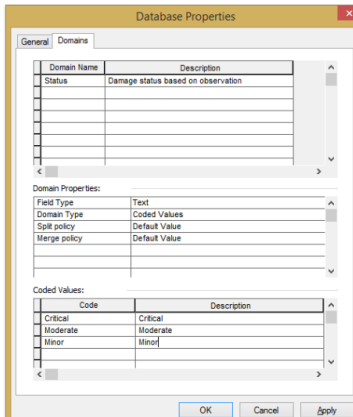 Database Properties
General Domains
Domain Name Description
Status Damage status based on observation
Domain Properties:
Field Type Text
Domain Type Coded Values
Split policy Default Value
Merge policy Default Value
Coded Values:
Code Description
Critical Critical
Moderate Moderate
Minor Minor
OK Cancel Apply